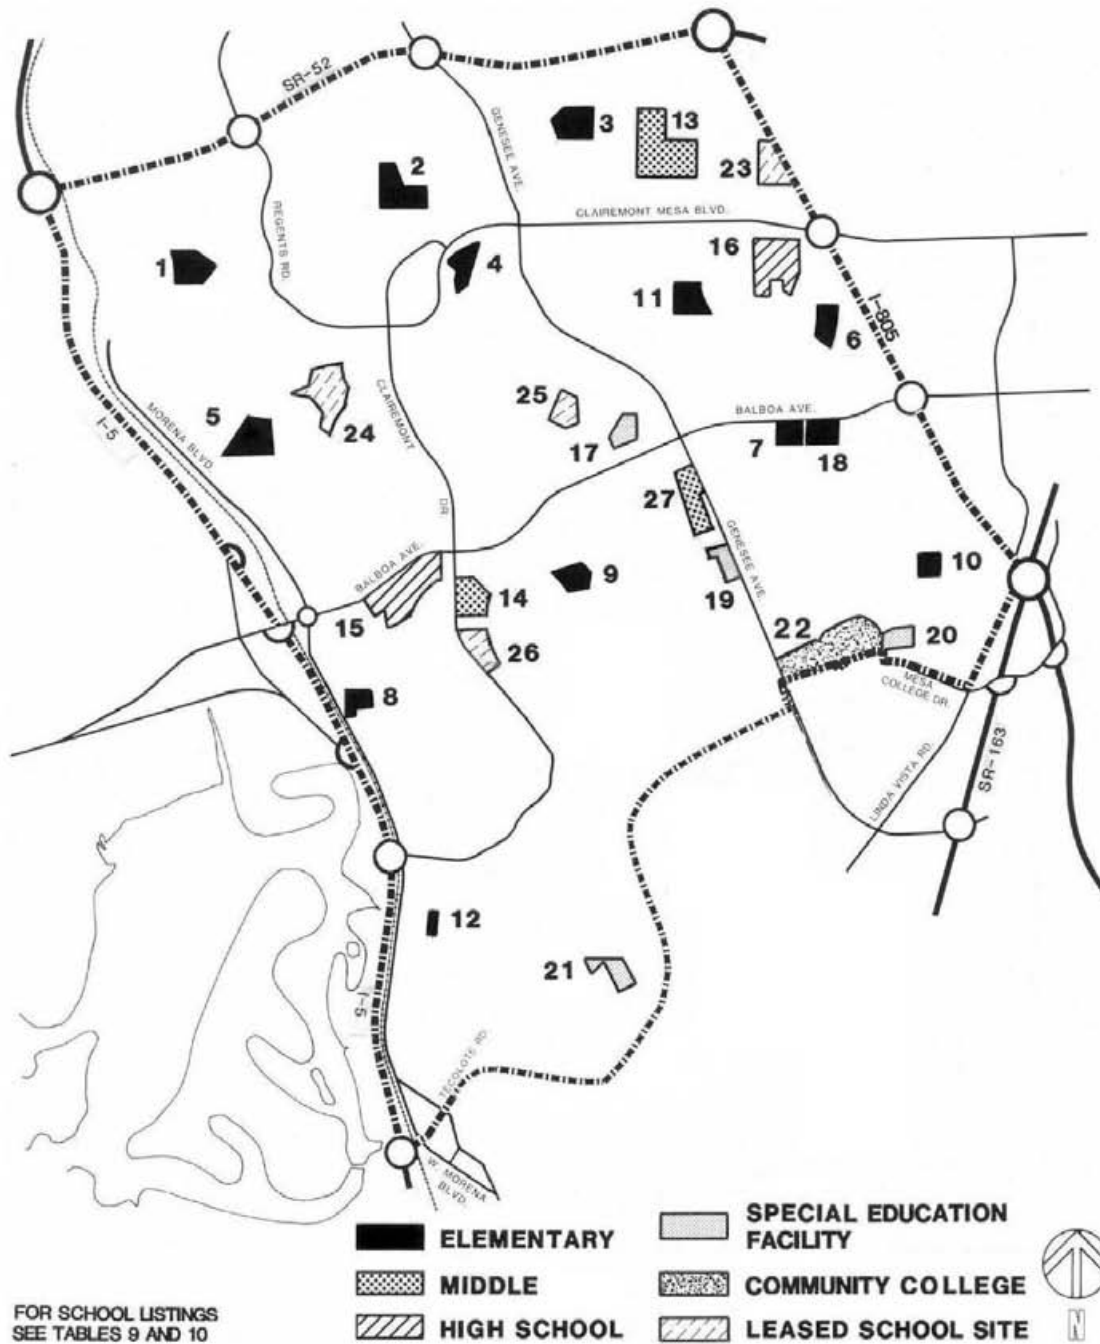 SR-52
GENESEE AVE.
3
13
2
23
REGENTS RD.
CLAIREMONT MESA BLVD.
16
1
4
11
I-805
6
MORENA BLVD.
I-5
5
24
CLAIREMONT
DR.
25
17
BALBOA AVE.
7
18
27
GENESEE AVE.
BALBOA AVE.
9
10
14
19
15
26
22
20
MESA
COLLEGE DR.
8
LINDA VISTA RD.
SR-163
12
21
I-5
TECOLOTE RD.
W. MORENA
BLVD.
ELEMENTARY
MIDDLE
HIGH SCHOOL
SPECIAL EDUCATION
FACILITY
COMMUNITY COLLEGE
LEASED SCHOOL SITE
N
FOR SCHOOL LISTINGS
SEE TABLES 9 AND 10